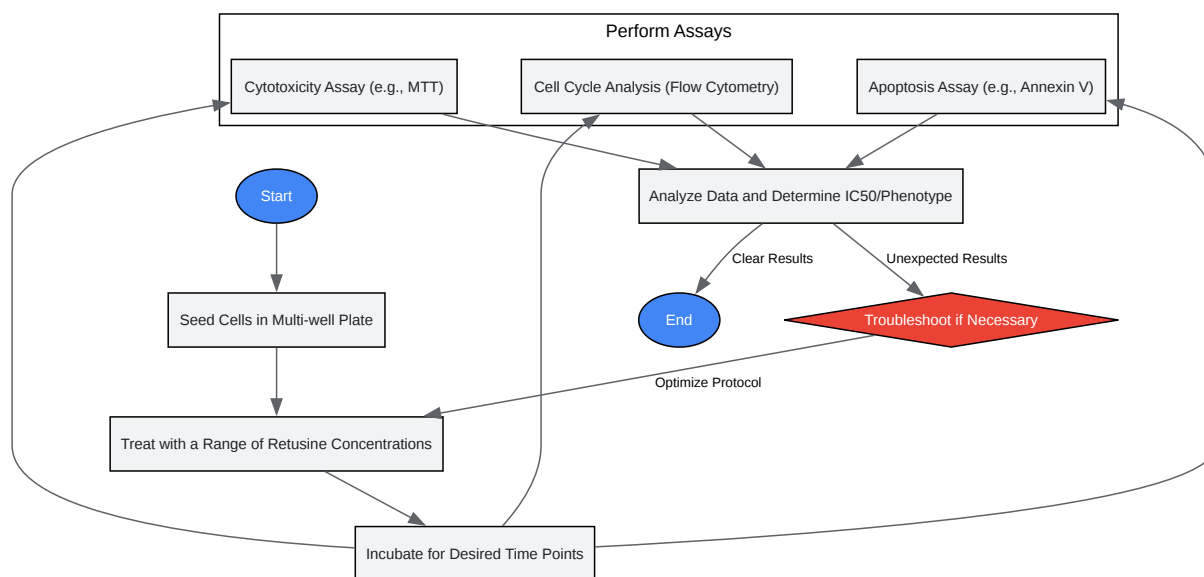 Perform Assays
Cytotoxicity Assay (e.g., MTT)
Cell Cycle Analysis (Flow Cytometry)
Apoptosis Assay (e.g., Annexin V)
Start
Analyze Data and Determine IC50/Phenotype
Clear Results
Unexpected Results
Seed Cells in Multi-well Plate
End
Troubleshoot if Necessary
Optimize Protocol
Treat with a Range of Retusine Concentrations
Incubate for Desired Time Points